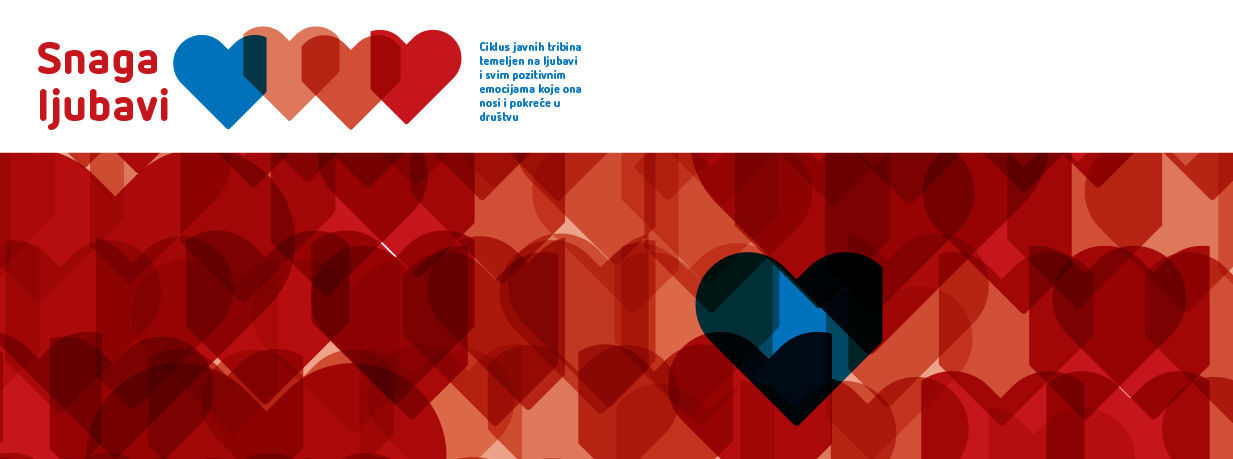 Snaga
ljubavi
Ciklus javnih tribina
temeljen na ljubavi
i svim pozitivnim
emocijama koje ona
nosi i pokreće u
društvu